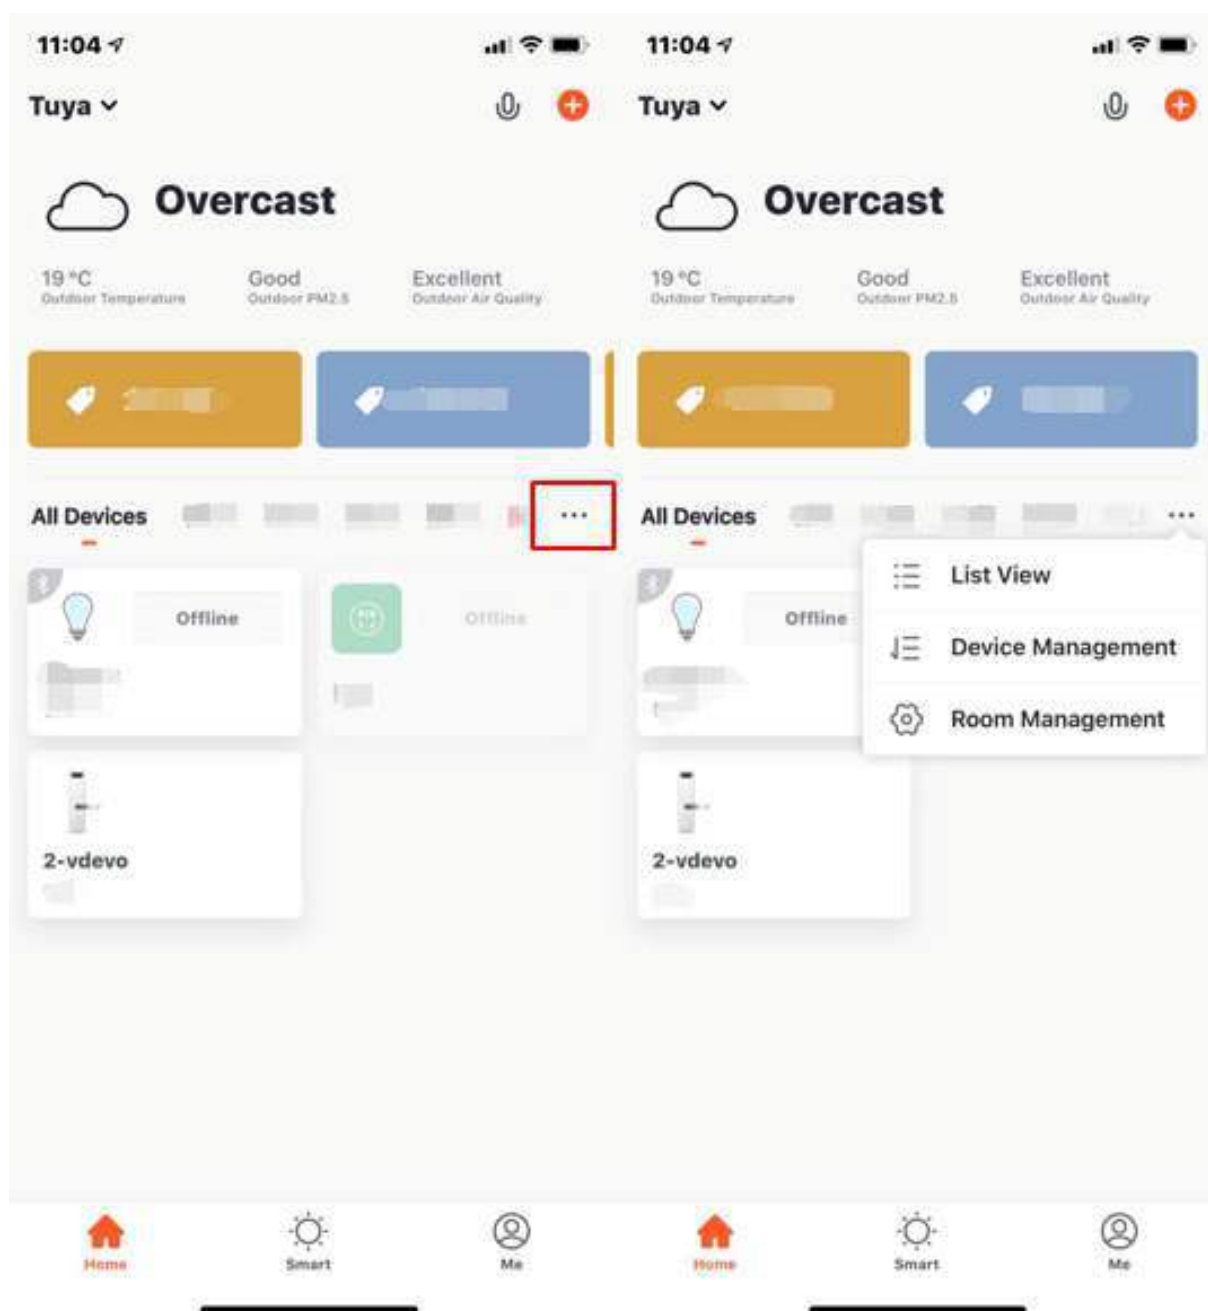 11:04
Tuya
Overcast
19 °C
Good
Excellent
Outdoor Temperature
Outdoor PM2.5
Outdoor Air Quality
All Devices
...
Offline
Offline
2-vdevo
Home
Smart
Me
11:04
Tuya
Overcast
19 °C
Good
Excellent
Outdoor Temperature
Outdoor PM2.5
Outdoor Air Quality
All Devices
...
List View
Offline
Device Management
Room Management
2-vdevo
Home
Smart
Me